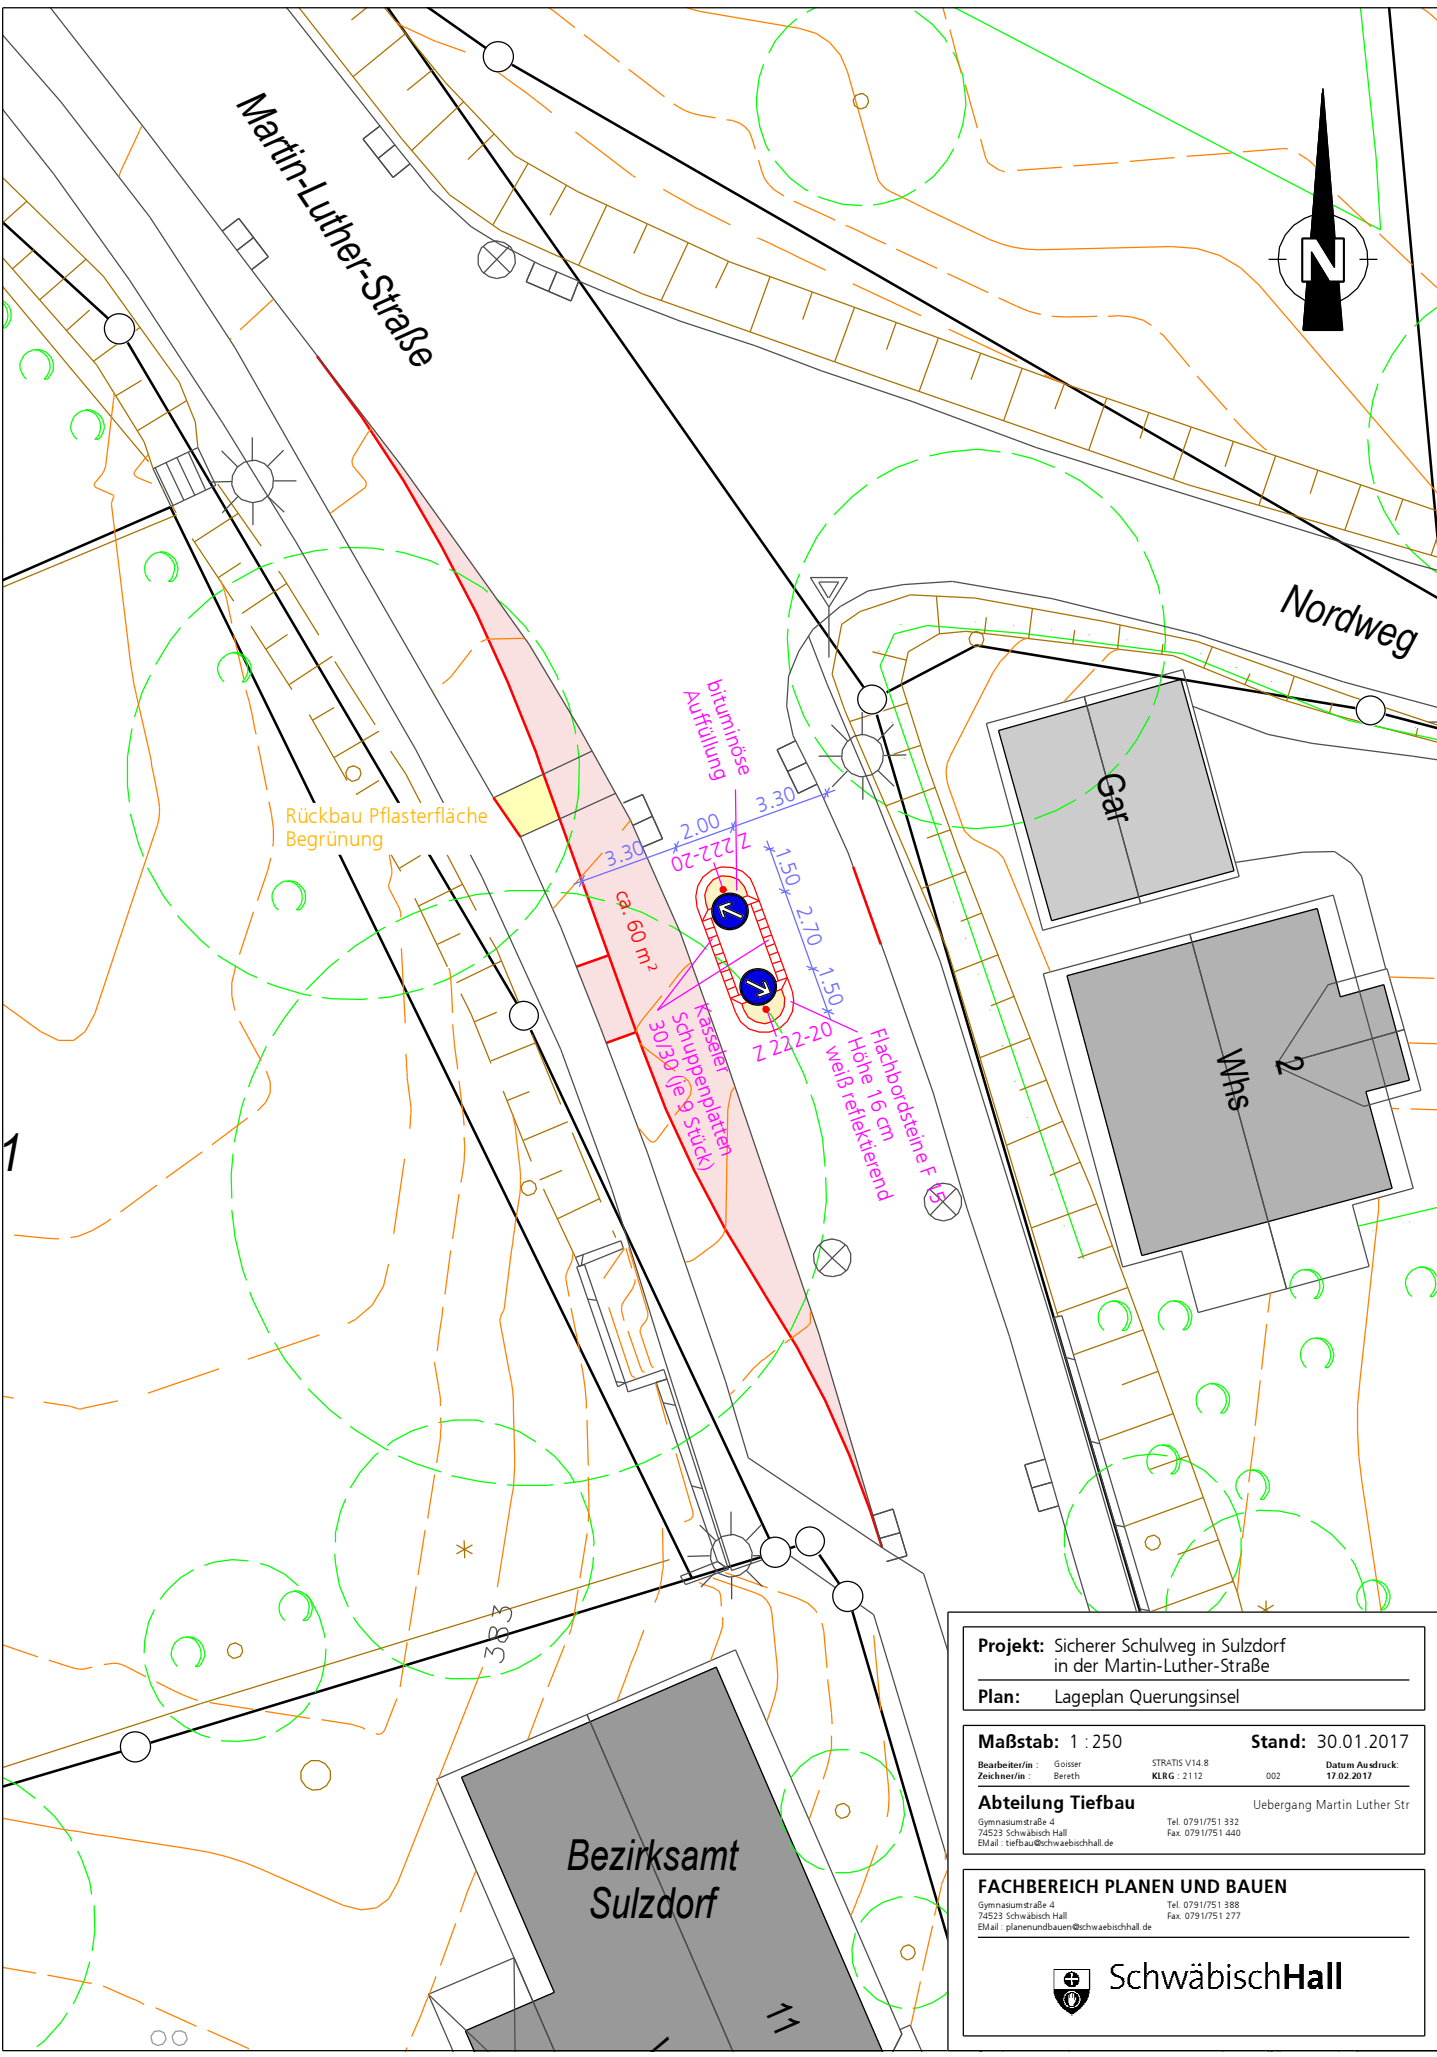 Martin-Luther-Straße
N
Nordweg
bituminöse
Auffüllung
Gar
Rückbau Pflasterfläche
Begrünung
3.30
2.00
3.30
Z 222-20
1.50
2.70
1.50
ca. 60 m²
Z 222-20
Kasseler
Schuppenplatten
30/30 (je 9 Stück)
Flachbordsteine F 15
Höhe 16 cm
weiß reflektierend
2
Whs
1
383
Bezirksamt
Sulzdorf
11
Projekt: Sicherer Schulweg in Sulzdorf
in der Martin-Luther-Straße
Plan: Lageplan Querungsinsel
Maßstab: 1 : 250 Stand: 30.01.2017
Bearbeiter/in : Goisser STRATIS V14.8 Datum Ausdruck:
Zeichner/in : Bereth KLRG : 2112 002 17.02.2017
Abteilung Tiefbau Uebergang Martin Luther Str
Gymnasiumstraße 4 Tel. 0791/751 332
74523 Schwäbisch Hall Fax. 0791/751 440
EMail : tiefbau@schwaebischhall.de
FACHBEREICH PLANEN UND BAUEN
Gymnasiumstraße 4 Tel. 0791/751 388
74523 Schwäbisch Hall Fax. 0791/751 277
EMail : planenundbauen@schwaebischhall.de
SchwäbischHall